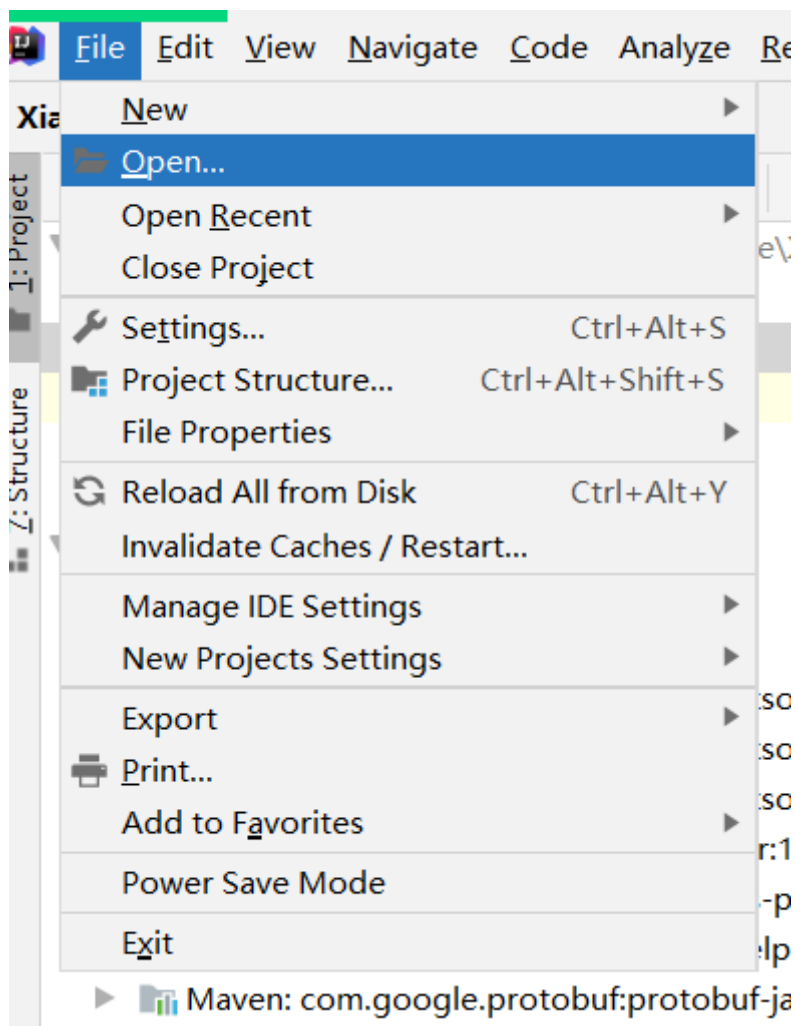 IJ
File Edit View Navigate Code Analyze Re
Xia
New
Open...
Open Recent
Close Project
Settings... Ctrl+Alt+S
Project Structure... Ctrl+Alt+Shift+S
File Properties
Reload All from Disk Ctrl+Alt+Y
Invalidate Caches / Restart...
Manage IDE Settings
New Projects Settings
Export
Print...
Add to Favorites
Power Save Mode
Exit
1: Project
7: Structure
Maven: com.google.protobuf:protobuf-ja